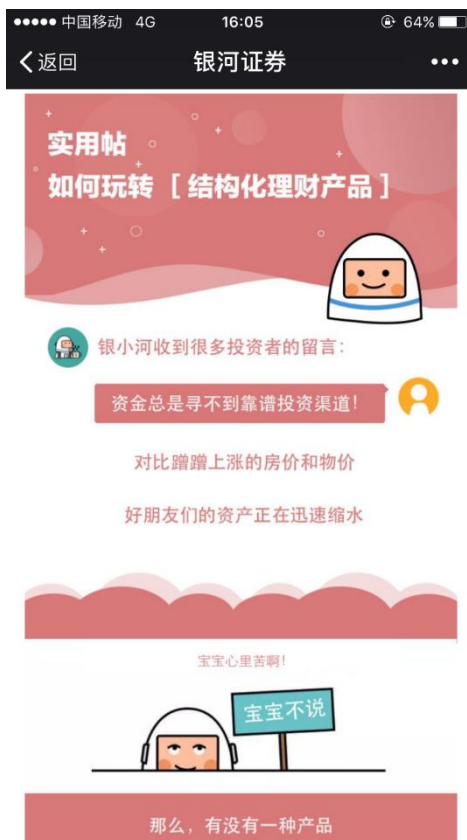 中国移动 4G 16:05 64%
返回 银河证券
实用帖
如何玩转［结构化理财产品］
银小河收到很多投资者的留言：
资金总是寻不到靠谱投资渠道！
对比蹭蹭上涨的房价和物价
好朋友们的资产正在迅速缩水
宝宝心里苦啊！
宝宝不说
那么，有没有一种产品